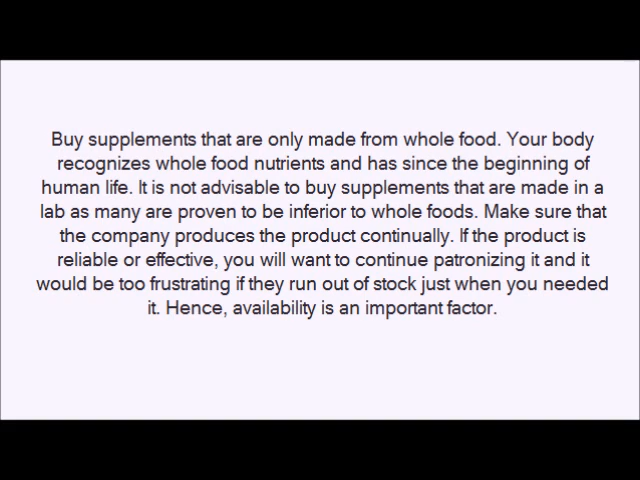 Buy supplements that are only made from whole food. Your body
recognizes whole food nutrients and has since the beginning of
human life. It is not advisable to buy supplements that are made in a
lab as many are proven to be inferior to whole foods. Make sure that
the company produces the product continually. If the product is
reliable or effective, you will want to continue patronizing it and it
would be too frustrating if they run out of stock just when you needed
it. Hence, availability is an important factor.